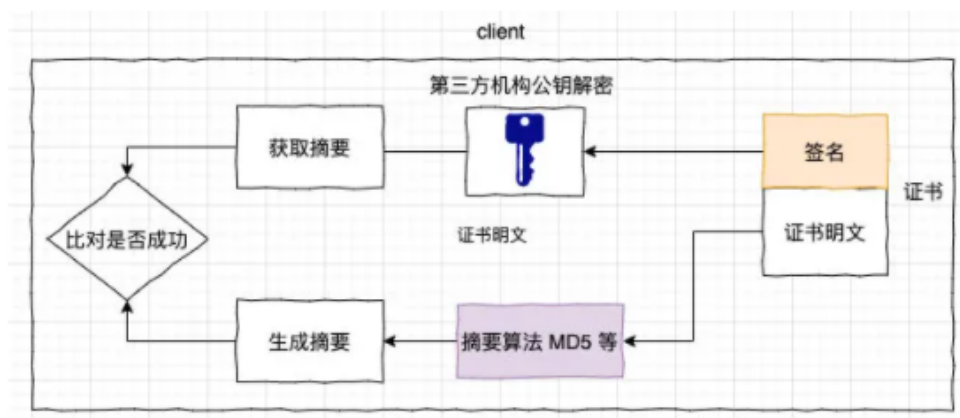 client
第三方机构公钥解密
获取摘要
签名
证书
比对是否成功
证书明文
证书明文
生成摘要
摘要算法 MD5 等